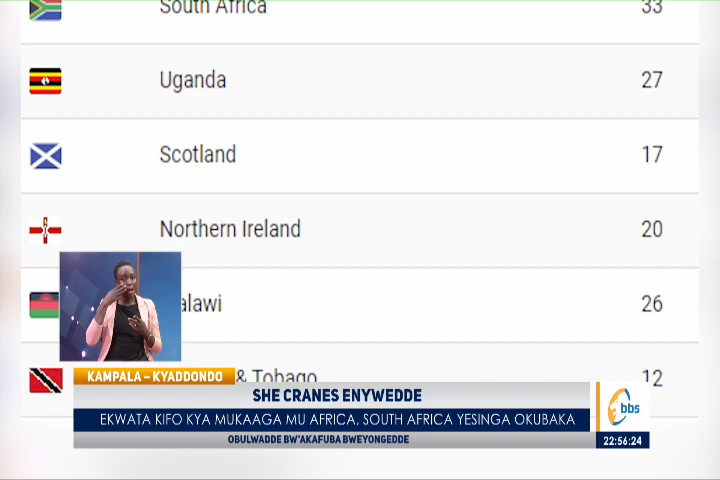 South Africa 33
Uganda 27
Scotland 17
Northern Ireland 20
alawi 26
& Tobago 12
KAMPALA – KYADDONDO
SHE CRANES ENYWEDDE
EKWATA KIFO KYA MUKAAGA MU AFRICA, SOUTH AFRICA YESINGA OKUBAKA
OBULWADDE BW'AKAFUBA BWEYONGEDDE
bbs
22:56:24